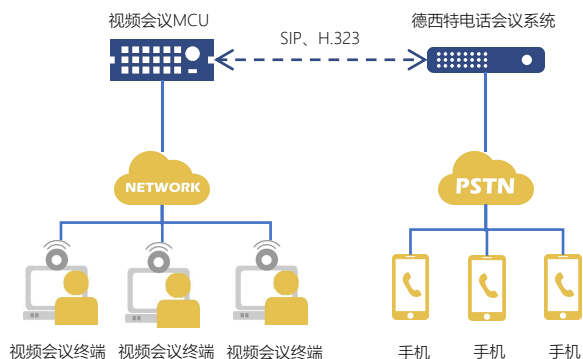 视频会议MCU
德西特电话会议系统
SIP、H.323
NETWORK
PSTN
视频会议终端
视频会议终端
视频会议终端
手机
手机
手机